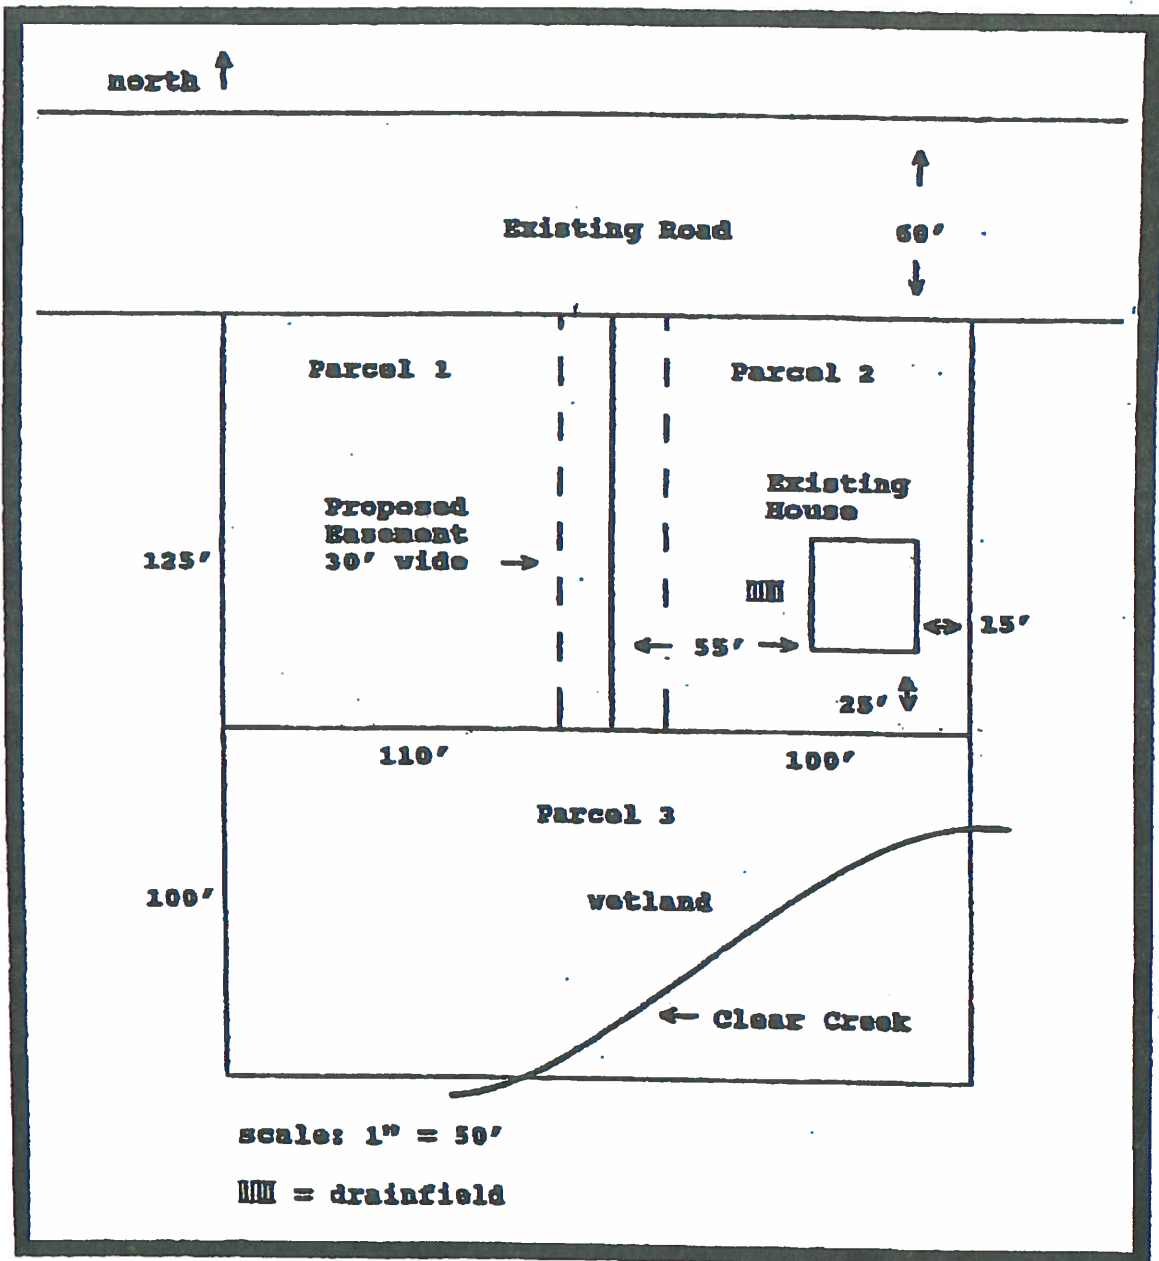 north
Existing Road
60'
Parcel 1
Parcel 2
Existing
House
Proposed
Easement
30' wide
125'
15'
55'
25'
110'
100'
Parcel 3
100'
wetland
Clear Creek
scale: 1" = 50'
= drainfield